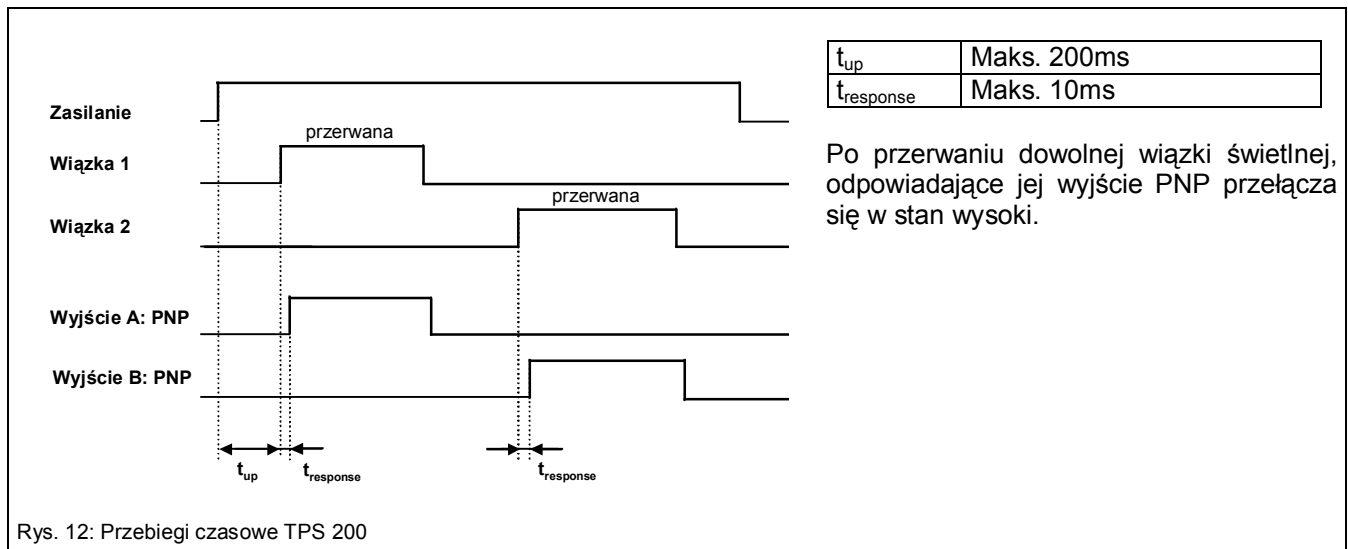 Zasilanie
przerwana
Wiązka 1
przerwana
Wiązka 2
Wyjście A: PNP
Wyjście B: PNP
tup
tresponse
tresponse
tup Maks. 200ms
tresponse Maks. 10ms
Po przerwaniu dowolnej wiązki świetlnej,
odpowiadające jej wyjście PNP przełącza
się w stan wysoki.
Rys. 12: Przebiegi czasowe TPS 200